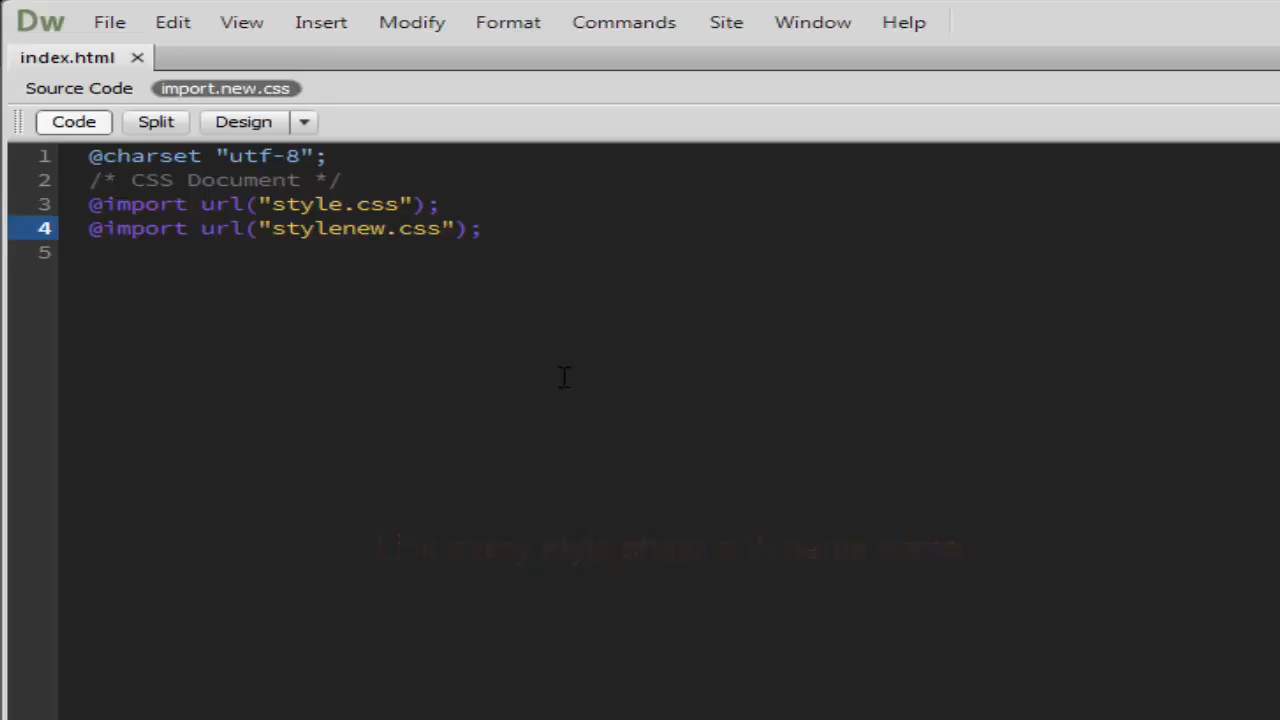 Dw File Edit View Insert Modify Format Commands Site Window Help
index.html ×
Source Code import.new.css
Code Split Design
1 @charset "utf-8";
2 /* CSS Document */
3 @import url("style.css");
4 @import url("stylenew.css");
5